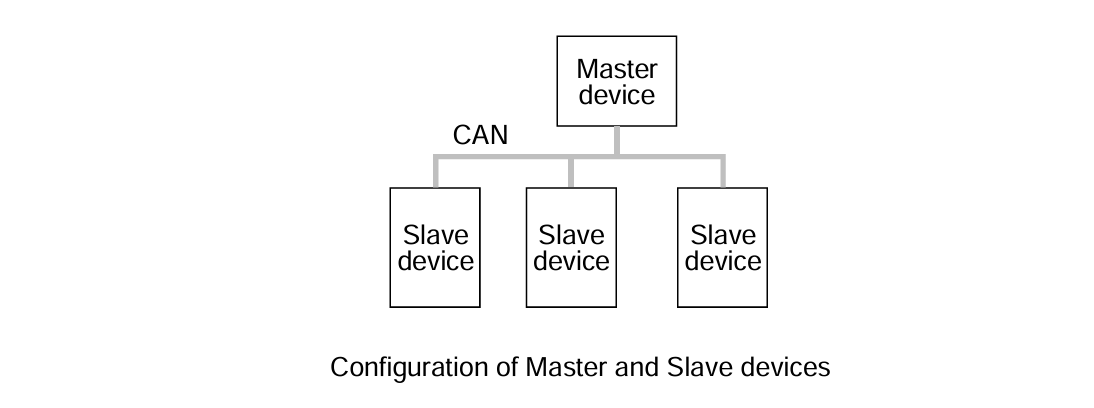 Master
device
CAN
Slave
device
Slave
device
Slave
device
Configuration of Master and Slave devices